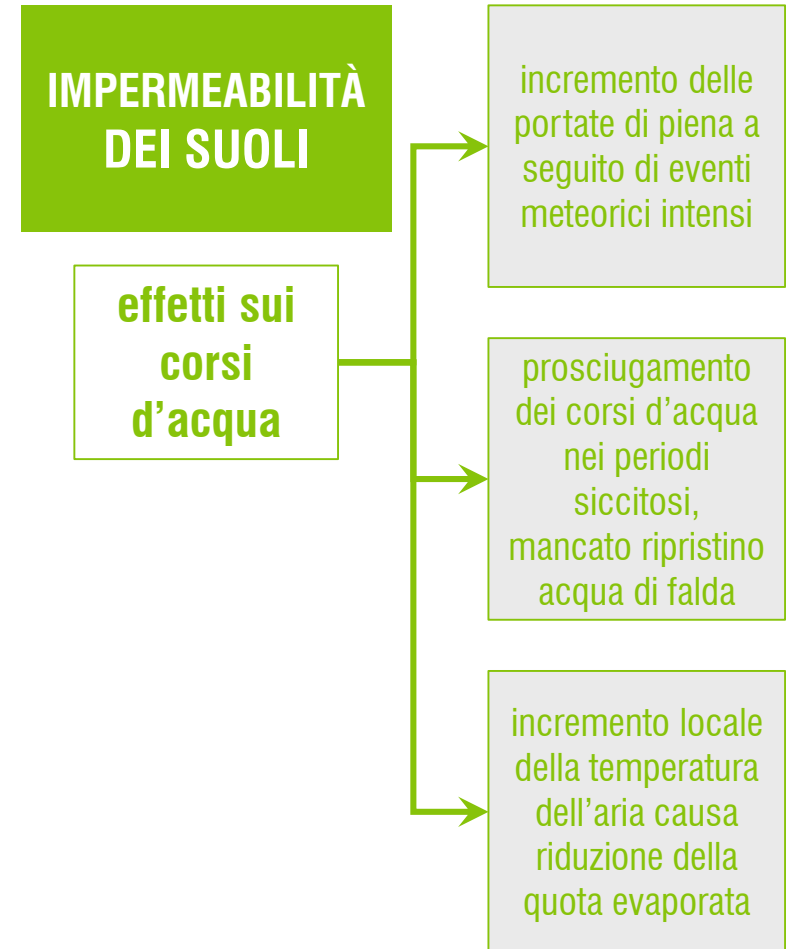 IMPERMEABILITÀ
DEI SUOLI
effetti sui
corsi
d’acqua
incremento delle
portate di piena a
seguito di eventi
meteorici intensi
prosciugamento
dei corsi d’acqua
nei periodi
siccitosi,
mancato ripristino
acqua di falda
incremento locale
della temperatura
dell’aria causa
riduzione della
quota evaporata